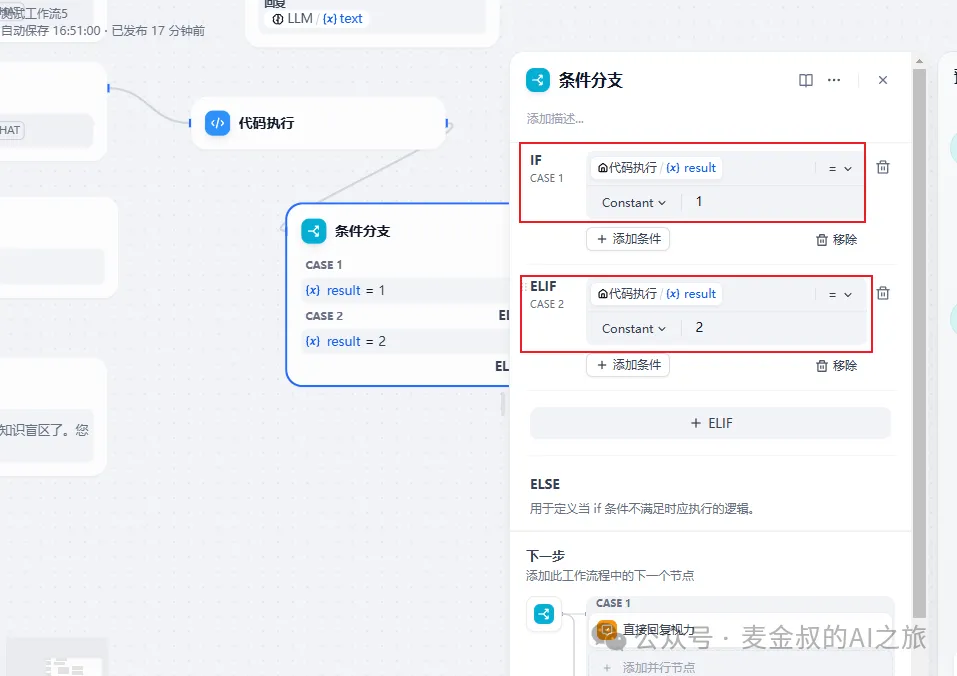 测试工作流5
自动保存 16:51:00 · 已发布 17 分钟前
回复
LLM / {x} text
HAT
代码执行
条件分支
CASE 1
{x} result = 1
CASE 2
{x} result = 2
知识盲区了。您
条件分支
添加描述...
IF
CASE 1
代码执行 / {x} result
=
Constant
1
+ 添加条件
移除
ELIF
CASE 2
代码执行 / {x} result
=
Constant
2
+ 添加条件
移除
+ ELIF
ELSE
用于定义当 if 条件不满足时应执行的逻辑。
下一步
添加此工作流程中的下一个节点
CASE 1
直接回复视力
+ 添加并行节点
公众号 · 麦金叔的AI之旅